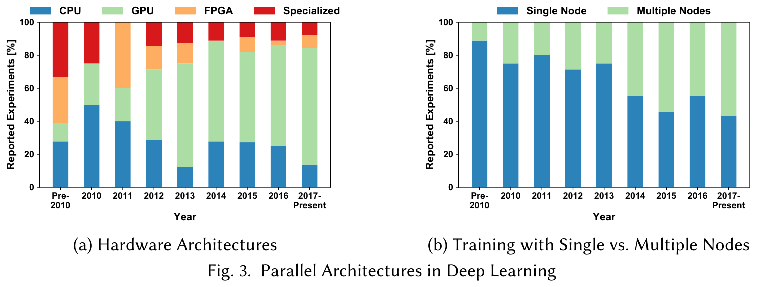 CPU GPU FPGA Specialized
Reported Experiments [%]
100
80
60
40
20
0
Pre-2010 2010 2011 2012 2013 2014 2015 2016 2017-Present
Year
(a) Hardware Architectures
Single Node Multiple Nodes
Reported Experiments [%]
100
80
60
40
20
0
Pre-2010 2010 2011 2012 2013 2014 2015 2016 2017-Present
Year
(b) Training with Single vs. Multiple Nodes
Fig. 3. Parallel Architectures in Deep Learning